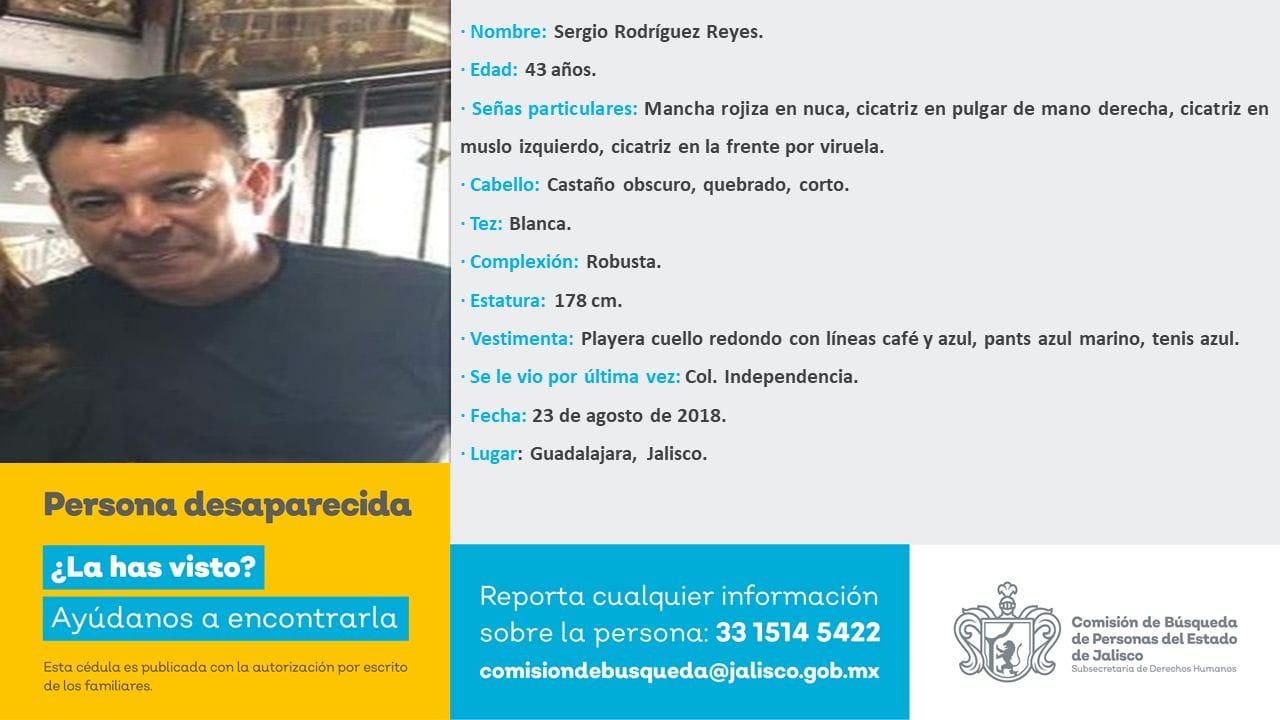 · Nombre: Sergio Rodríguez Reyes.
· Edad: 43 años.
· Señas particulares: Mancha rojiza en nuca, cicatriz en pulgar de mano derecha, cicatriz en
muslo izquierdo, cicatriz en la frente por viruela.
· Cabello: Castaño obscuro, quebrado, corto.
· Tez: Blanca.
· Complexión: Robusta.
· Estatura: 178 cm.
· Vestimenta: Playera cuello redondo con líneas café y azul, pants azul marino, tenis azul.
· Se le vio por última vez: Col. Independencia.
· Fecha: 23 de agosto de 2018.
· Lugar: Guadalajara, Jalisco.
Persona desaparecida
¿La has visto?
Ayúdanos a encontrarla
Esta cédula es publicada con la autorización por escrito
de los familiares.
Reporta cualquier información
sobre la persona: 33 1514 5422
comisiondebusqueda@jalisco.gob.mx
Comisión de Búsqueda
de Personas del Estado
de Jalisco
Subsecretaría de Derechos Humanos